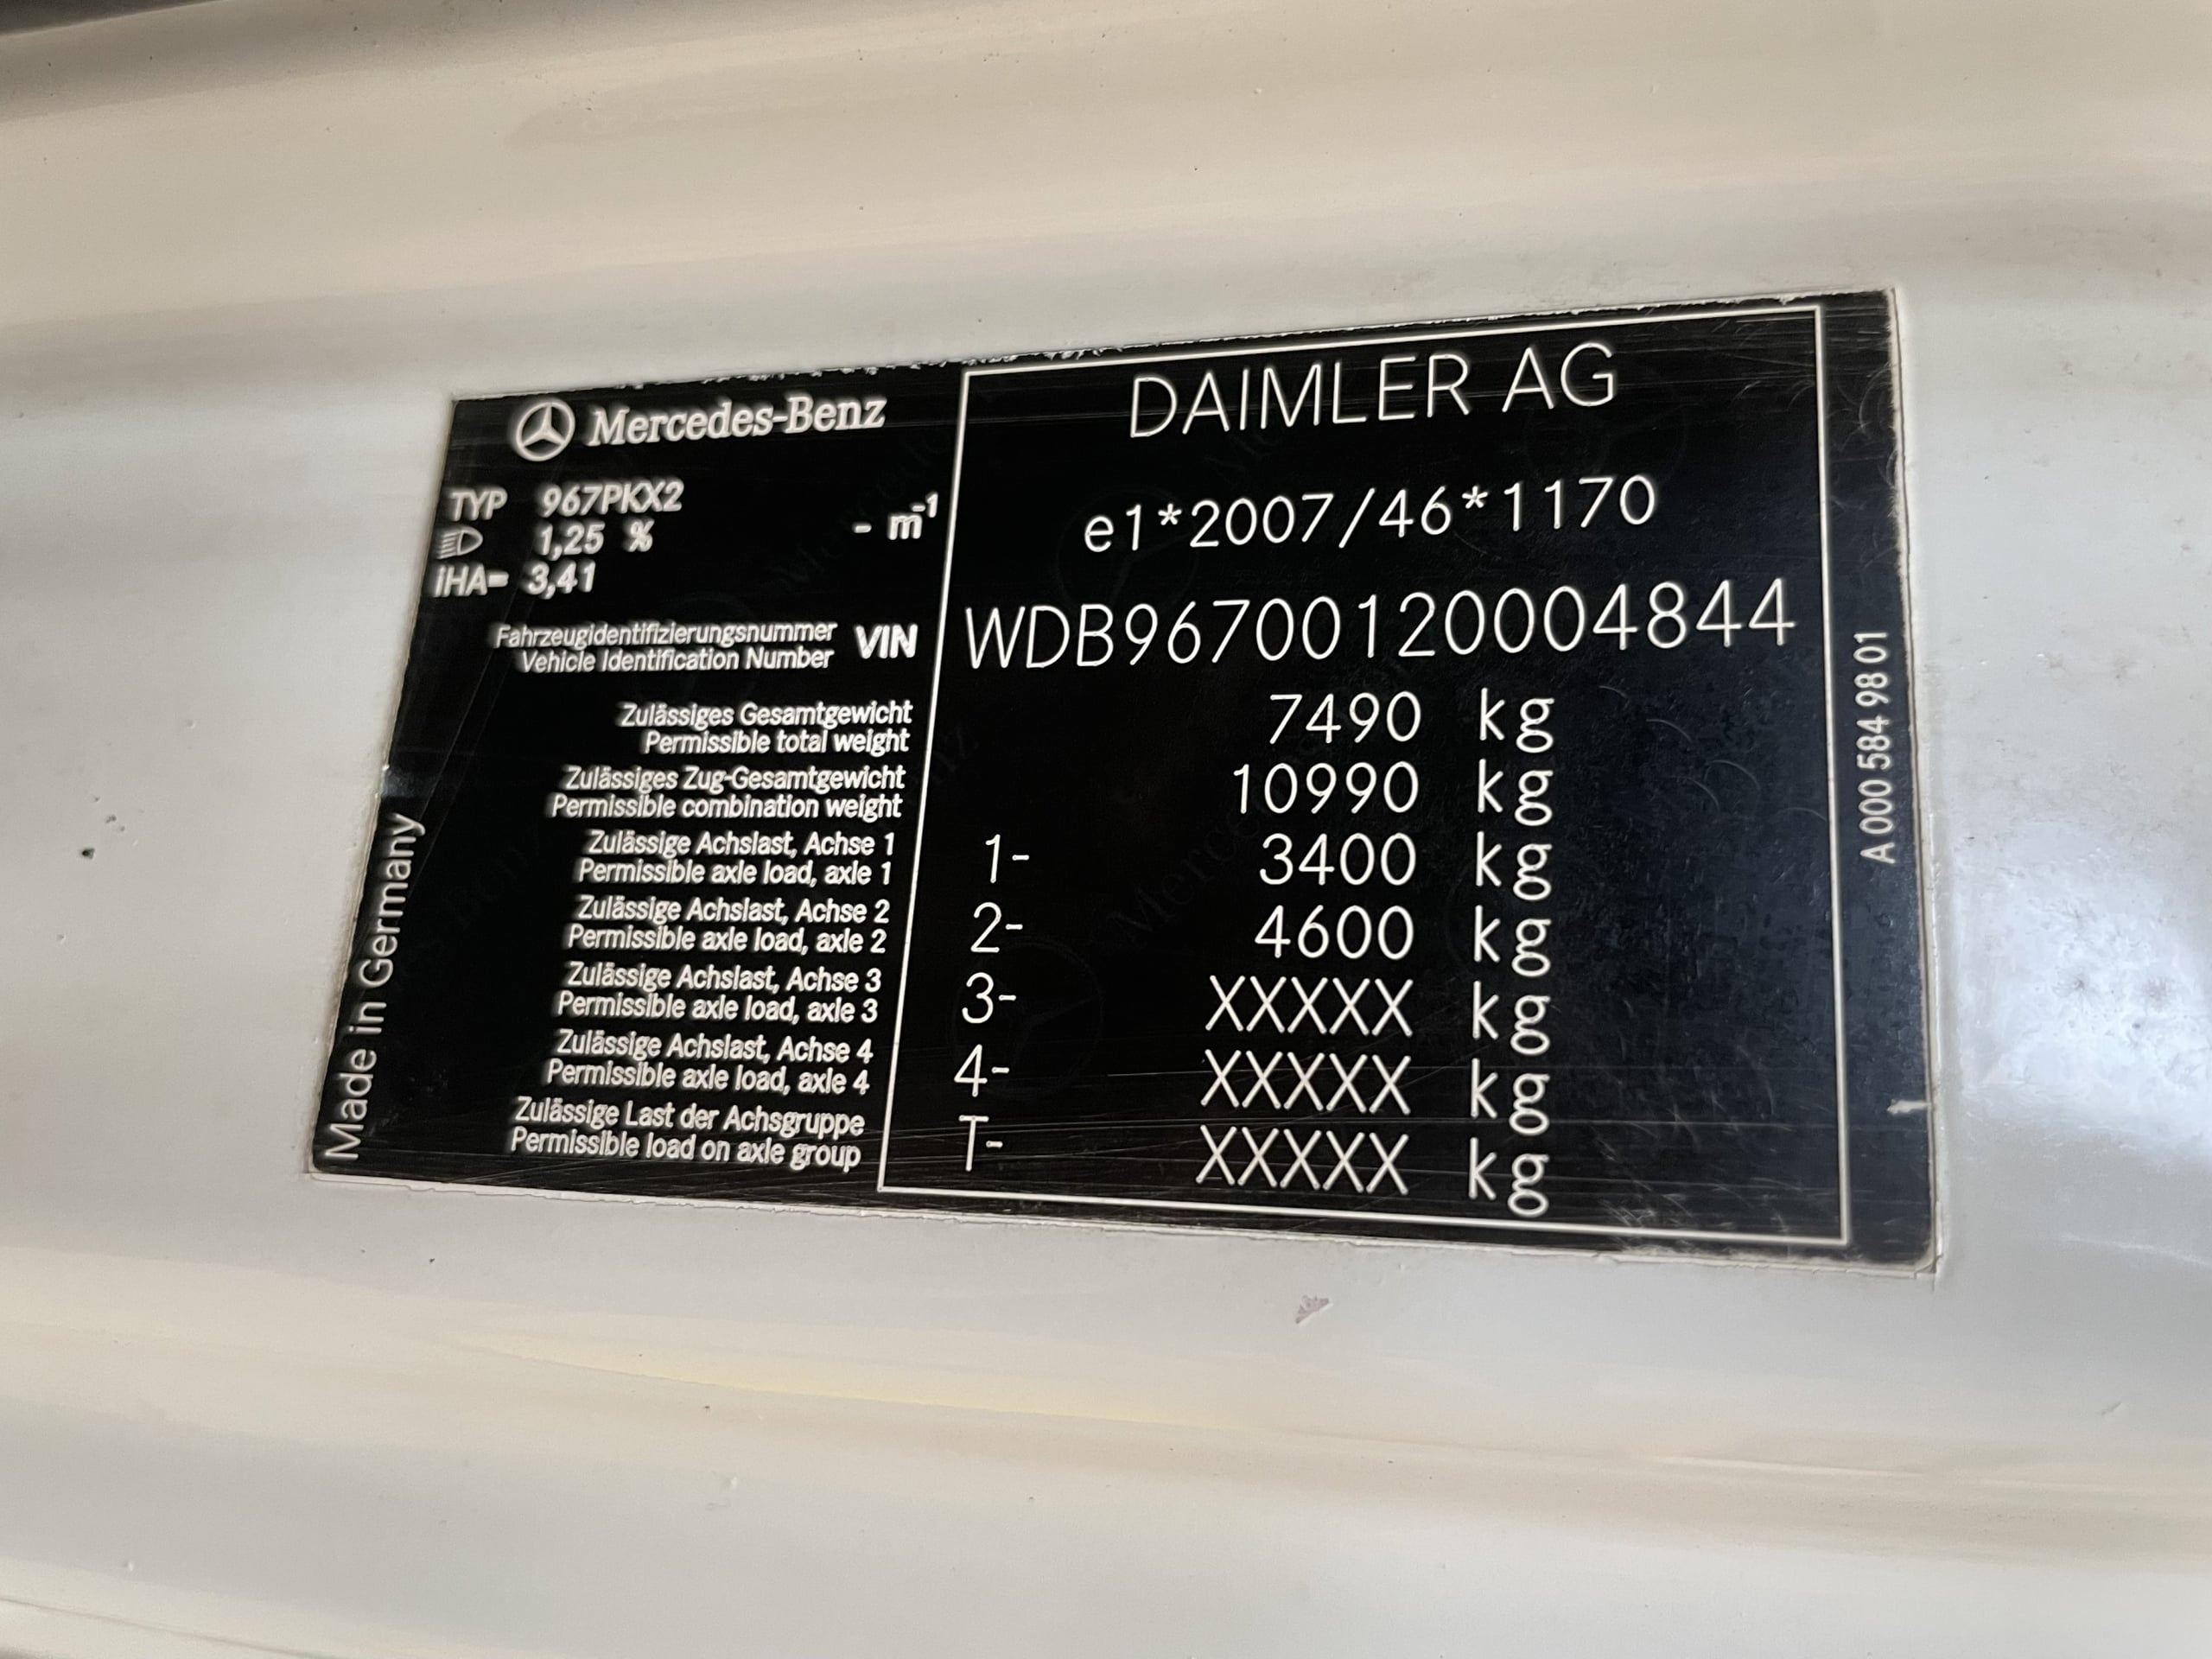 Mercedes-Benz
TYP 967PKX2
1,25 % - m-1
iHA= 3,41
DAIMLER AG
e1*2007/46*1170
Fahrzeugidentifizierungsnummer
Vehicle Identification Number
VIN WDB96700120004844
Zulässiges Gesamtgewicht
Permissible total weight
7490 kg
Zulässiges Zug-Gesamtgewicht
Permissible combination weight
10990 kg
Zulässige Achslast, Achse 1
Permissible axle load, axle 1
1- 3400 kg
Zulässige Achslast, Achse 2
Permissible axle load, axle 2
2- 4600 kg
Zulässige Achslast, Achse 3
Permissible axle load, axle 3
3- XXXXX kg
Zulässige Achslast, Achse 4
Permissible axle load, axle 4
4- XXXXX kg
Zulässige Last der Achsgruppe
Permissible load on axle group
T- XXXXX kg
Made in Germany
A 000 584 98 01